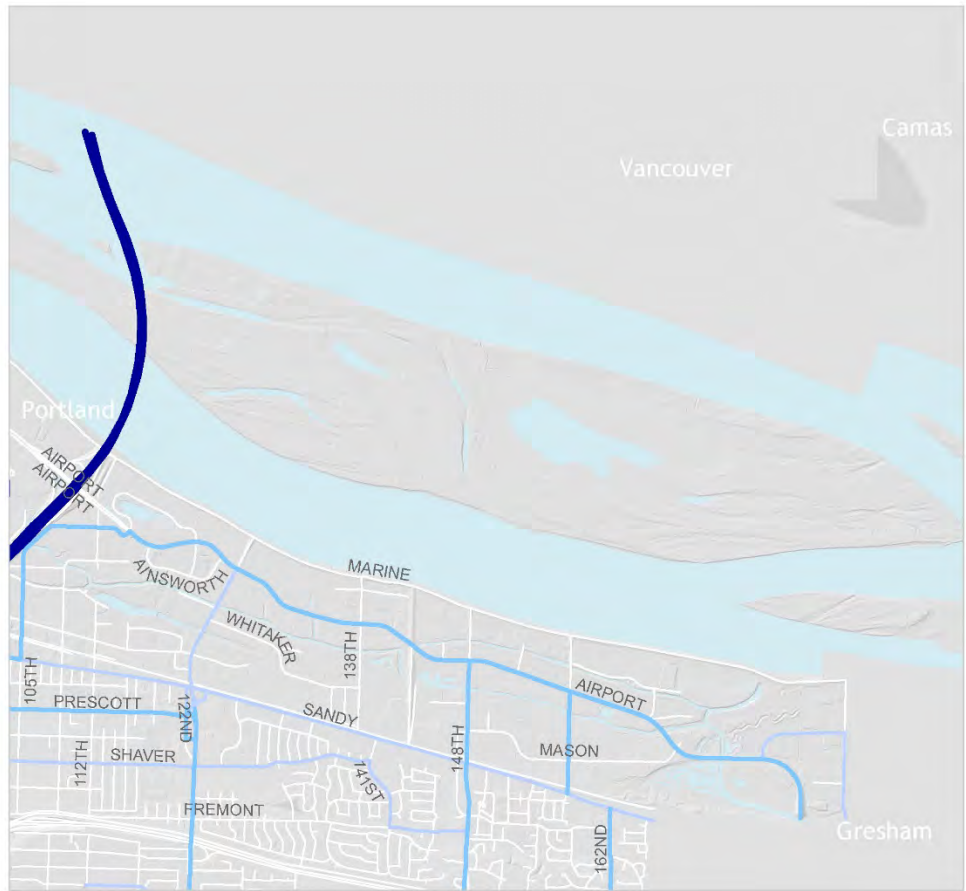 Camas
Vancouver
Portland
AIRPORT
AIRPORT
MARINE
AINSWORTH
WHITAKER
138TH
105TH
PRESCOTT
122ND
SANDY
AIRPORT
112TH
SHAVER
141ST
148TH
MASON
FREMONT
162ND
Gresham